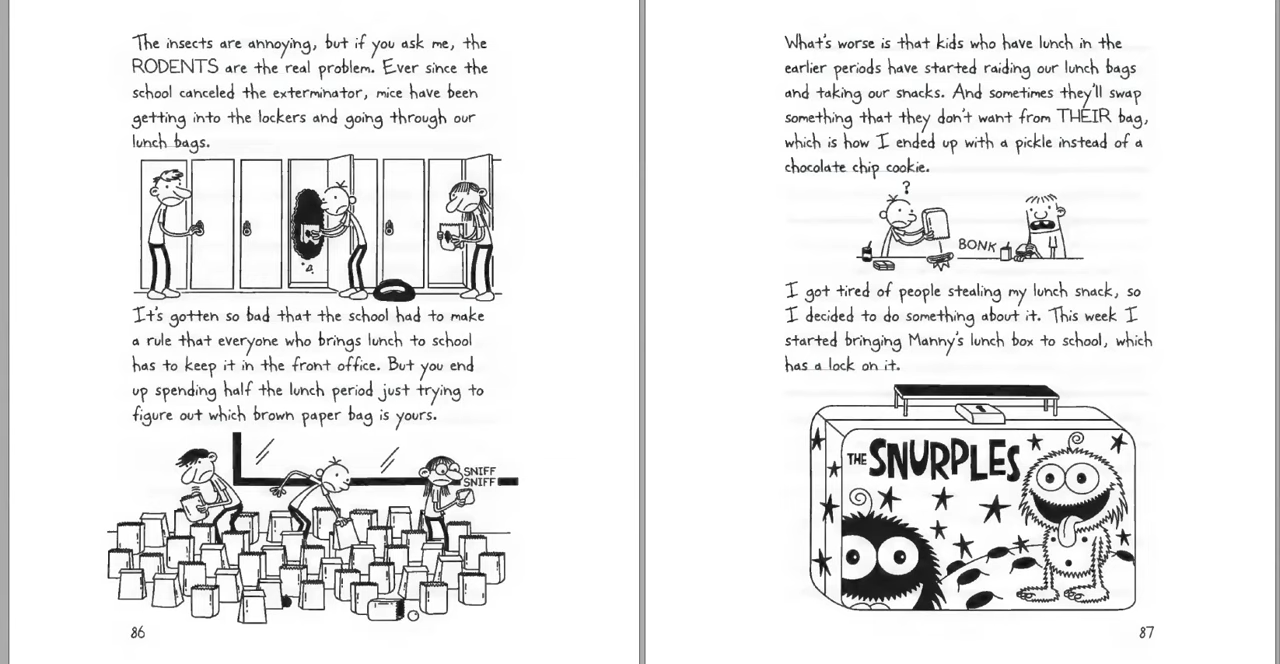 The insects are annoying, but if you ask me, the
RODENTS are the real problem. Ever since the
school canceled the exterminator, mice have been
getting into the lockers and going through our
lunch bags.
It's gotten so bad that the school had to make
a rule that everyone who brings lunch to school
has to keep it in the front office. But you end
up spending half the lunch period just trying to
figure out which brown paper bag is yours.
SNIFF
SNIFF
86
What's worse is that kids who have lunch in the
earlier periods have started raiding our lunch bags
and taking our snacks. And sometimes they'll swap
something that they don't want from THEIR bag,
which is how I ended up with a pickle instead of a
chocolate chip cookie.
?
BONK
I got tired of people stealing my lunch snack, so
I decided to do something about it. This week I
started bringing Manny's lunch box to school, which
has a lock on it.
THE SNURPLES
87